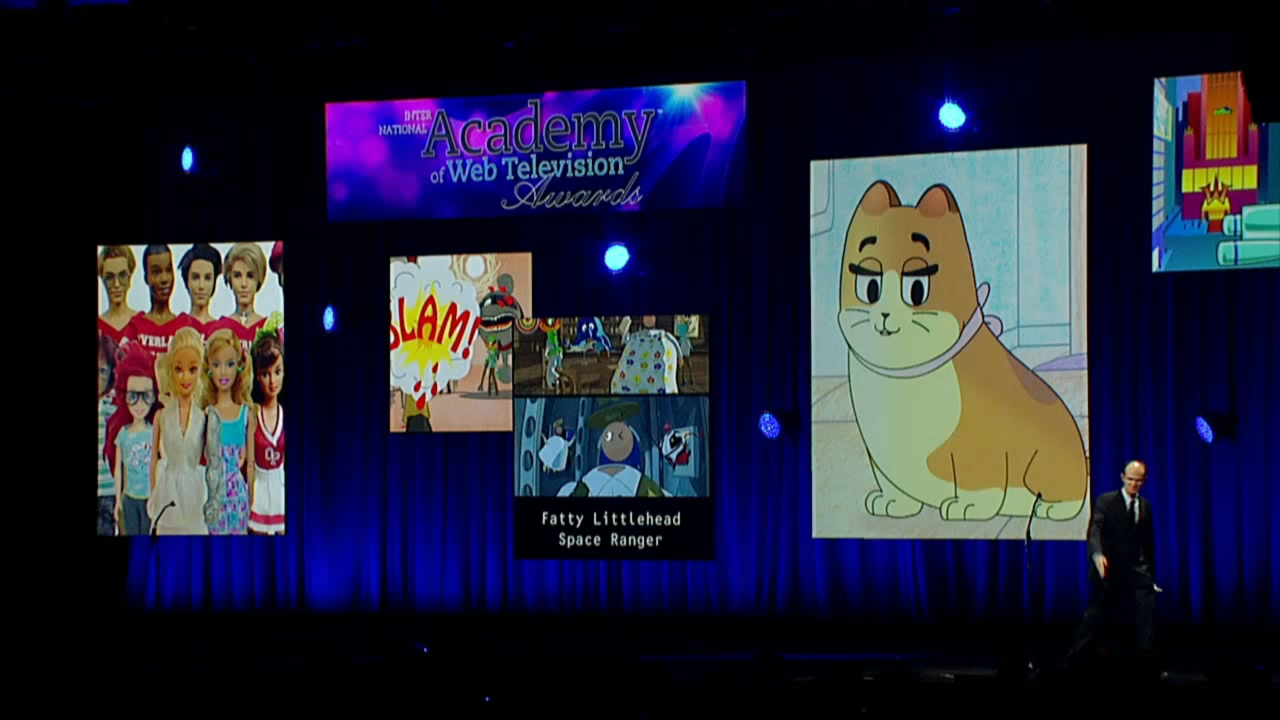 INTER
NATIONAL
Academy
of Web Television
Awards
SLAM!
Fatty Littlehead
Space Ranger